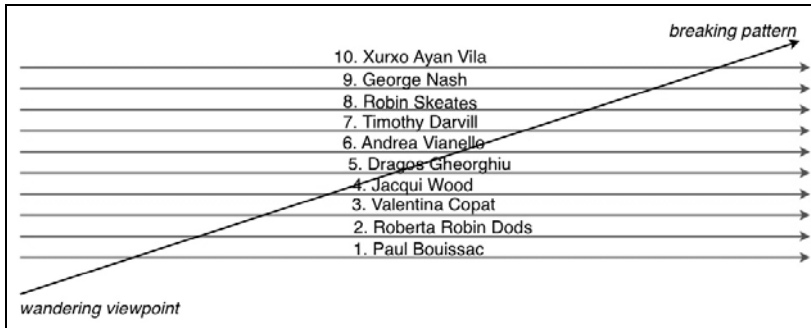 breaking pattern
10. Xurxo Ayan Vila
9. George Nash
8. Robin Skeates
7. Timothy Darvill
6. Andrea Vianello
5. Dragos Gheorghiu
4. Jacqui Wood
3. Valentina Copat
2. Roberta Robin Dods
1. Paul Bouissac
wandering viewpoint